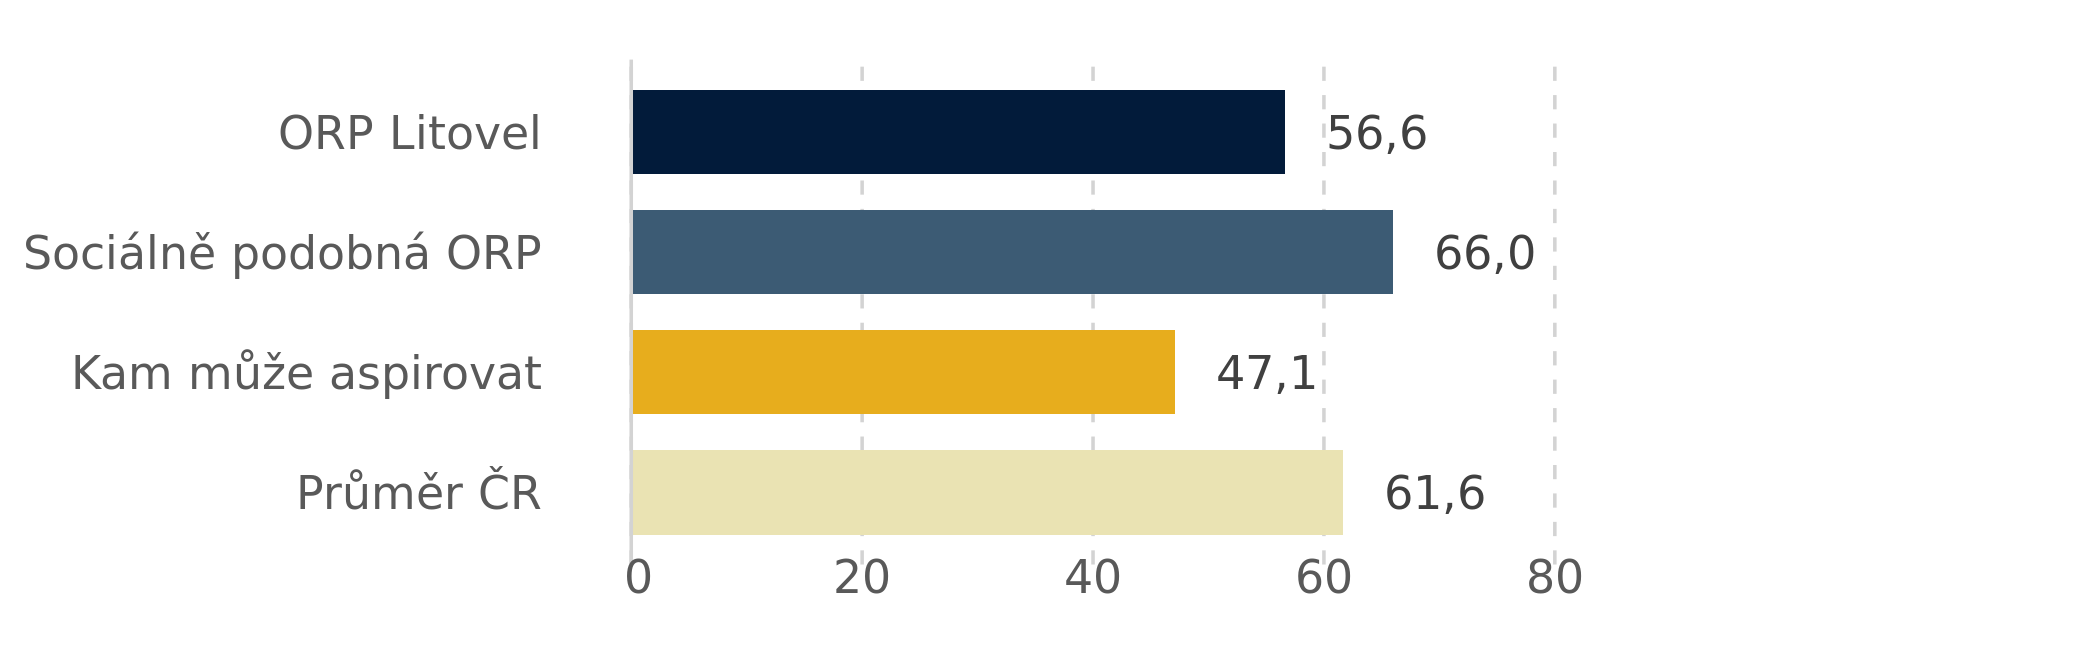 ORP Litovel 56,6
Sociálně podobná ORP 66,0
Kam může aspirovat 47,1
Průměr ČR 61,6
0 20 40 60 80